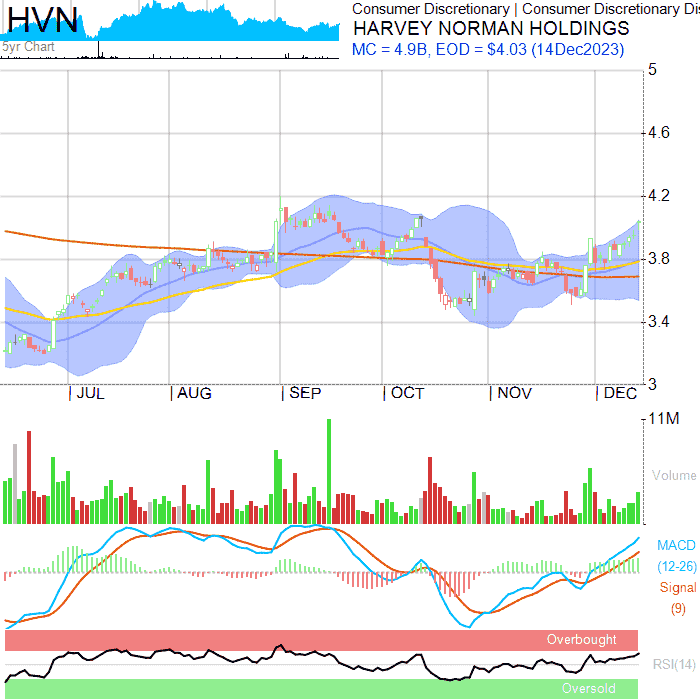 HVN
5yr Chart
Consumer Discretionary | Consumer Discretionary Dis
HARVEY NORMAN HOLDINGS
MC = 4.9B, EOD = $4.03 (14Dec2023)
5
4.6
4.2
3.8
3.4
3
| JUL | AUG | SEP | OCT | NOV | DEC
11M
Volume
MACD
(12-26)
Signal
(9)
Overbought
RSI(14)
Oversold